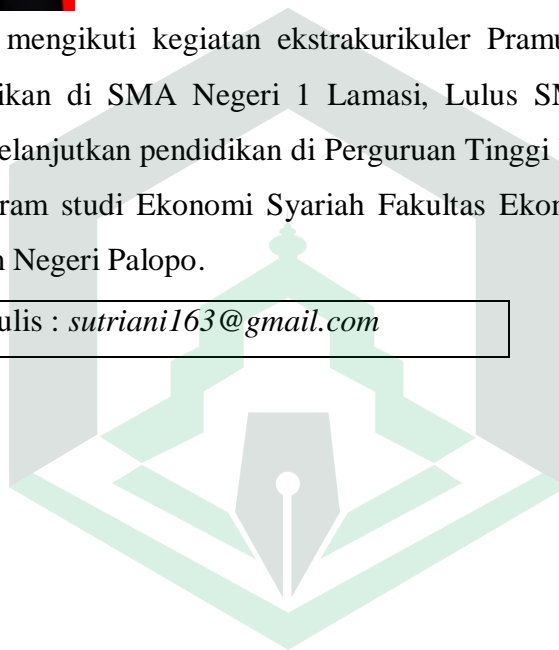 mengikuti kegiatan ekstrakurikuler Pramu
ikan di SMA Negeri 1 Lamasi, Lulus SM
elanjutkan pendidikan di Perguruan Tinggi
ram studi Ekonomi Syariah Fakultas Ekon
n Negeri Palopo.
ulis : sutriani163@gmail.com